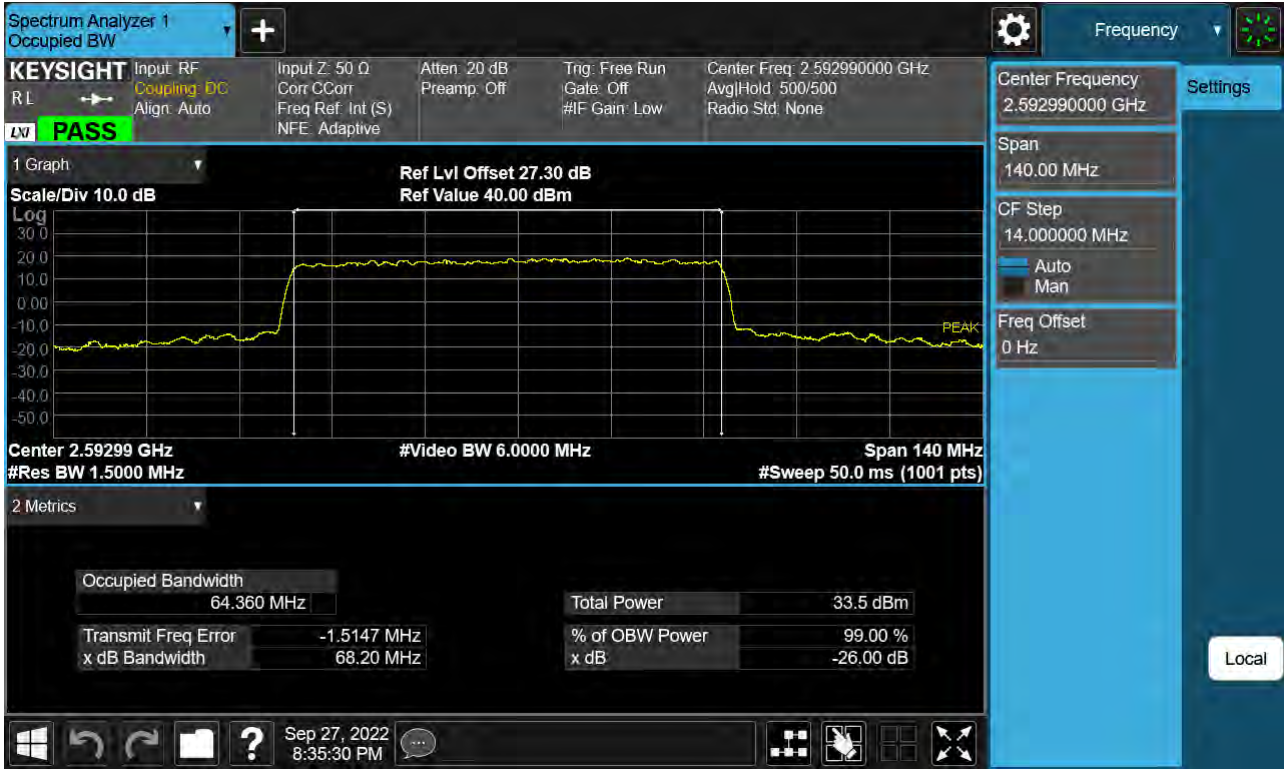 Spectrum Analyzer 1
Occupied BW
Frequency
KEYSIGHT
R L
LXI PASS
Input: RF
Coupling: DC
Align: Auto
Input Z: 50 Ω
Corr CCorr
Freq Ref: Int (S)
NFE: Adaptive
Atten: 20 dB
Preamp: Off
Trig: Free Run
Gate: Off
#IF Gain: Low
Center Freq: 2.592990000 GHz
Avg|Hold: 500/500
Radio Std: None
Center Frequency
2.592990000 GHz
Settings
Span
140.00 MHz
CF Step
14.000000 MHz
Auto
Man
Freq Offset
0 Hz
Local
1 Graph
Scale/Div 10.0 dB
Ref Lvl Offset 27.30 dB
Ref Value 40.00 dBm
Log
30.0
20.0
10.0
0.00
-10.0
-20.0
-30.0
-40.0
-50.0
PEAK
Center 2.59299 GHz
#Video BW 6.0000 MHz
Span 140 MHz
#Res BW 1.5000 MHz
#Sweep 50.0 ms (1001 pts)
2 Metrics
Occupied Bandwidth
64.360 MHz
Total Power 33.5 dBm
Transmit Freq Error -1.5147 MHz
% of OBW Power 99.00 %
x dB Bandwidth 68.20 MHz
x dB -26.00 dB
?
Sep 27, 2022
8:35:30 PM